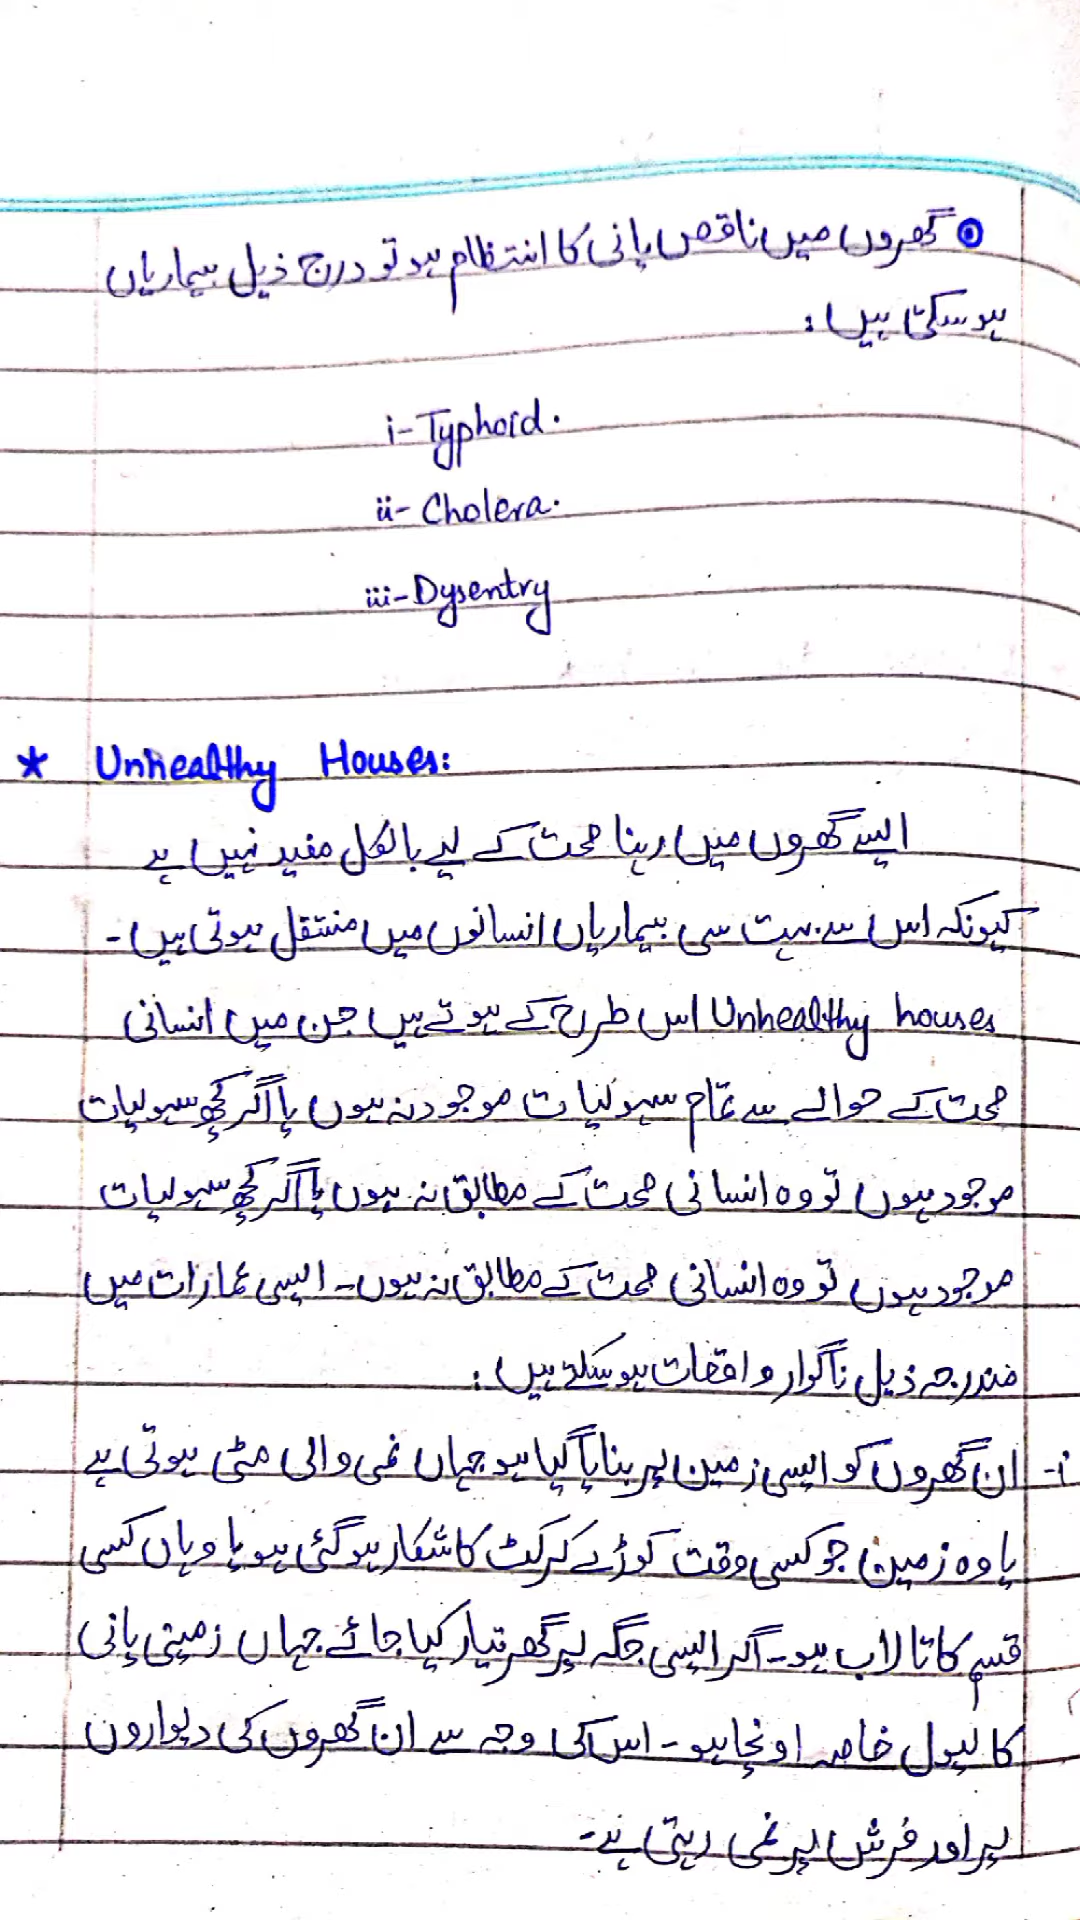 گھروں میں ناقص پانی کا انتظام ہو تو درج ذیل بیماریاں
ہو سکتی ہیں :
i- Typhoid.
ii- Cholera.
iii- Dysentry
* Unhealthy Houses:
ایسے گھروں میں رہنا صحت کے لیے بالکل مفید نہیں ہے
کیونکہ اس سے بہت سی بیماریاں انسانوں میں منتقل ہوتی ہیں۔
Unhealthy houses اس طرح کے ہوتے ہیں جن میں انسانی
صحت کے حوالے سے تمام سہولیات موجود نہ ہوں یا اگر کچھ سہولیات
موجود ہوں تو وہ انسانی صحت کے مطابق نہ ہوں یا اگر کچھ سہولیات
موجود ہوں تو وہ انسانی صحت کے مطابق نہ ہوں۔ ایسی عمارات میں
مندرجہ ذیل ناگوار واقعات ہو سکتے ہیں :
i- ان گھروں کو ایسی زمین پر بنایا گیا ہو جہاں نمی والی مٹی ہوتی ہے
یا وہ زمین جو کسی وقت کوڑے کرکٹ کا شکار ہو گئی ہو یا وہاں کسی
قسم کا تالاب ہو۔ اگر ایسی جگہ پر گھر تیار کیا جائے جہاں زمینی پانی
کا لیول خاصہ اونچا ہو۔ اس کی وجہ سے ان گھروں کی دیواروں
پر اور فرش پر نمی رہتی ہے۔